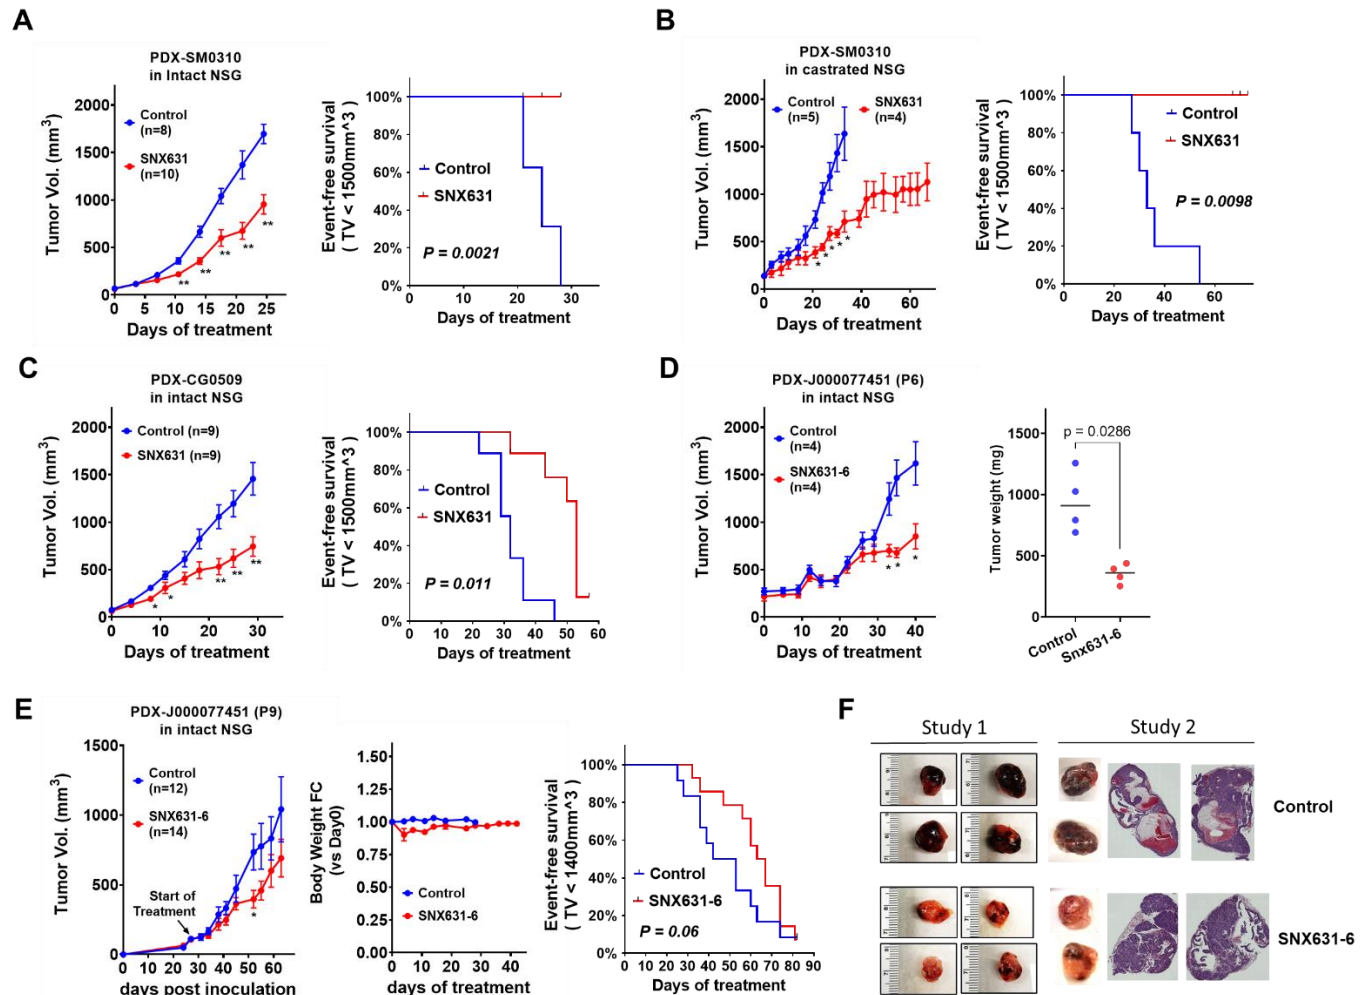 A
PDX-SM0310
in Intact NSG
Tumor Vol. (mm3)
2000
1500
1000
500
0
Control
(n=8)
SNX631
(n=10)
**
**
**
**
**
0 5 10 15 20 25
Days of treatment
Event-free survival
( TV < 1500mm^3 )
100%
80%
60%
40%
20%
0%
Control
SNX631
P = 0.0021
0 10 20 30
Days of treatment
B
PDX-SM0310
in castrated NSG
Tumor Vol. (mm3)
2000
1500
1000
500
0
Control
(n=5)
SNX631
(n=4)
* * * * *
0 20 40 60
Days of treatment
Event-free survival
( TV < 1500mm^3 )
100%
80%
60%
40%
20%
0%
Control
SNX631
P = 0.0098
0 20 40 60
Days of treatment
C
PDX-CG0509
in intact NSG
Tumor Vol. (mm3)
2000
1500
1000
500
0
Control (n=9)
SNX631 (n=9)
* * ** ** **
0 10 20 30
Days of treatment
Event-free survival
( TV < 1500mm^3 )
100%
80%
60%
40%
20%
0%
Control
SNX631
P = 0.011
0 10 20 30 40 50 60
Days of treatment
D
PDX-J000077451 (P6)
in intact NSG
Tumor Vol. (mm3)
2000
1500
1000
500
0
Control
(n=4)
SNX631-6
(n=4)
* * *
0 10 20 30 40
Days of treatment
Tumor weight (mg)
1500
1000
500
0
p = 0.0286
Control
Snx631-6
E
PDX-J000077451 (P9)
in intact NSG
Tumor Vol. (mm3)
1500
1000
500
0
Control
(n=12)
SNX631-6
(n=14)
Start of
Treatment
*
0 10 20 30 40 50 60
days post inoculation
Body Weight FC
(vs Day0)
1.50
1.25
1.00
0.75
0.50
0.25
0.00
Control
SNX631-6
0 10 20 30 40
days of treatment
Event-free survival
( TV < 1400mm^3 )
100%
80%
60%
40%
20%
0%
Control
SNX631-6
P = 0.06
0 10 20 30 40 50 60 70 80 90
Days of treatment
F
Study 1
Study 2
Control
SNX631-6